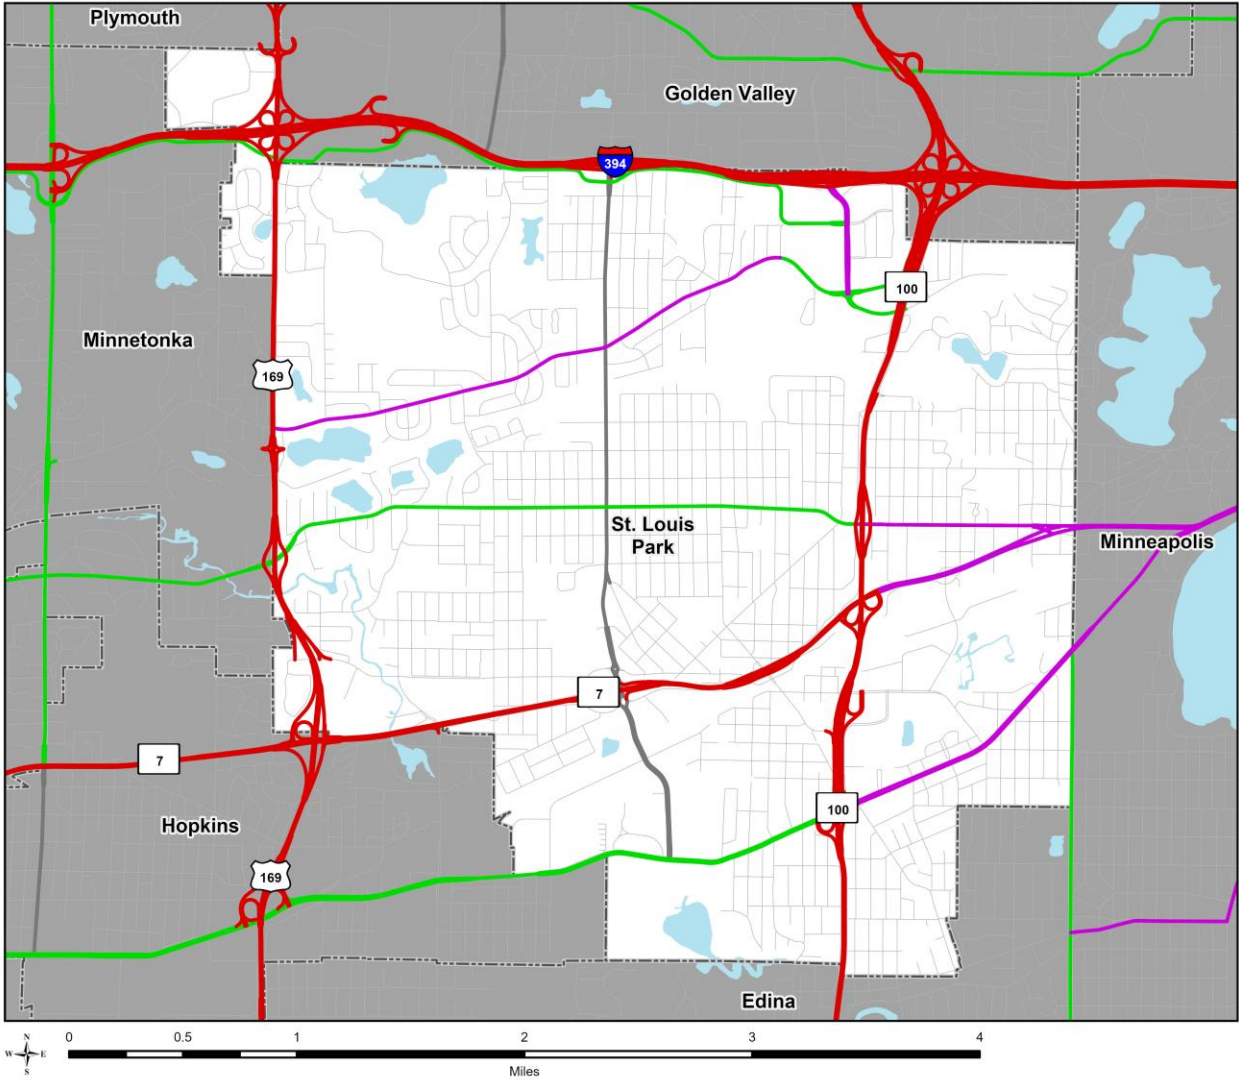 Plymouth
Golden Valley
394
100
Minnetonka
169
St. Louis
Park
Minneapolis
7
7
100
Hopkins
169
Edina
N
W E
S
0 0.5 1 2 3 4
Miles